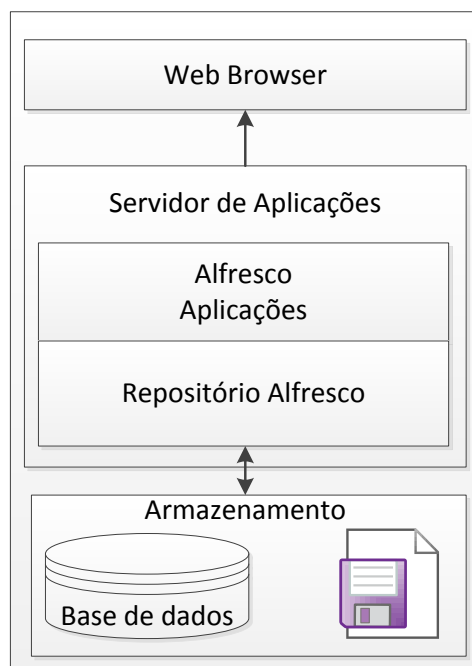 Web Browser
Servidor de Aplicações
Alfresco
Aplicações
Repositório Alfresco
Armazenamento
Base de dados